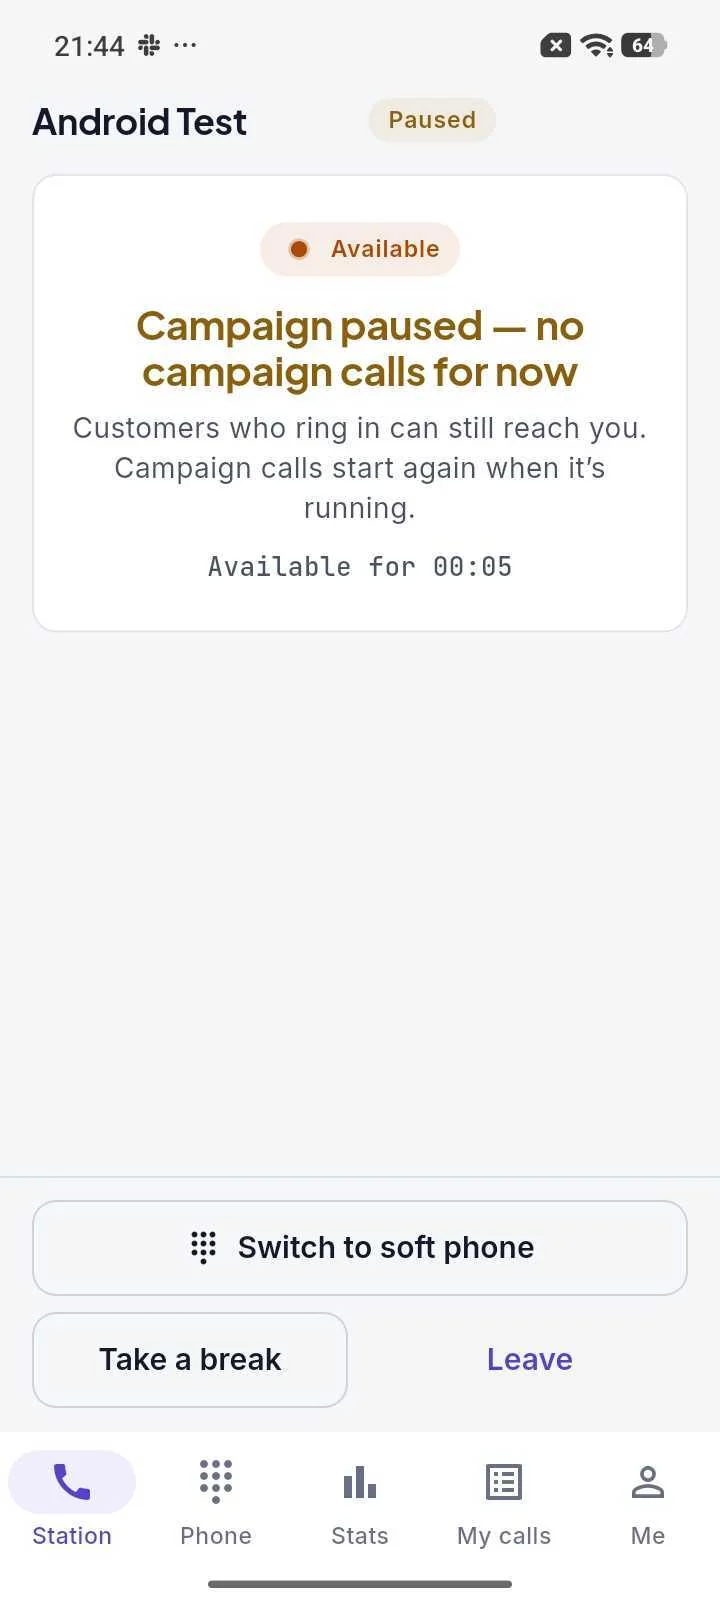 21:44
64
Android Test
Paused
Available
Campaign paused — no
campaign calls for now
Customers who ring in can still reach you.
Campaign calls start again when it’s
running.
Available for 00:05
Switch to soft phone
Take a break
Leave
Station
Phone
Stats
My calls
Me